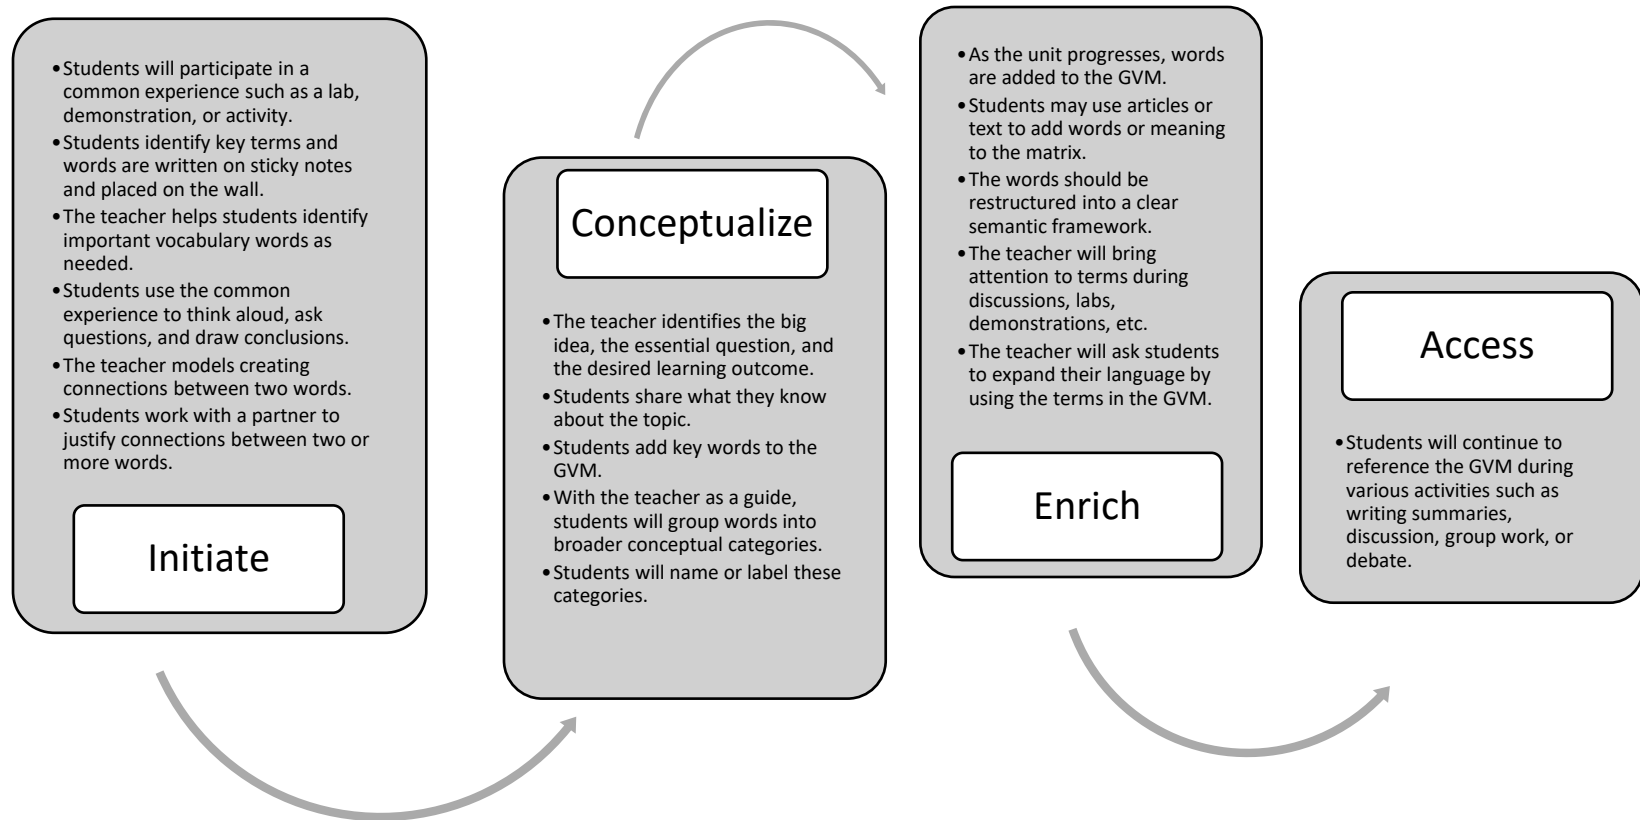 •Students will participate in a
common experience such as a lab,
demonstration, or activity.
•Students identify key terms and
words are written on sticky notes
and placed on the wall.
•The teacher helps students identify
important vocabulary words as
needed.
•Students use the common
experience to think aloud, ask
questions, and draw conclusions.
•The teacher models creating
connections between two words.
•Students work with a partner to
justify connections between two or
more words.
Initiate
Conceptualize
•The teacher identifies the big
idea, the essential question, and
the desired learning outcome.
•Students share what they know
about the topic.
•Students add key words to the
GVM.
•With the teacher as a guide,
students will group words into
broader conceptual categories.
•Students will name or label these
categories.
•As the unit progresses, words
are added to the GVM.
•Students may use articles or
text to add words or meaning
to the matrix.
•The words should be
restructured into a clear
semantic framework.
•The teacher will bring
attention to terms during
discussions, labs,
demonstrations, etc.
•The teacher will ask students
to expand their language by
using the terms in the GVM.
Enrich
Access
•Students will continue to
reference the GVM during
various activities such as
writing summaries,
discussion, group work, or
debate.